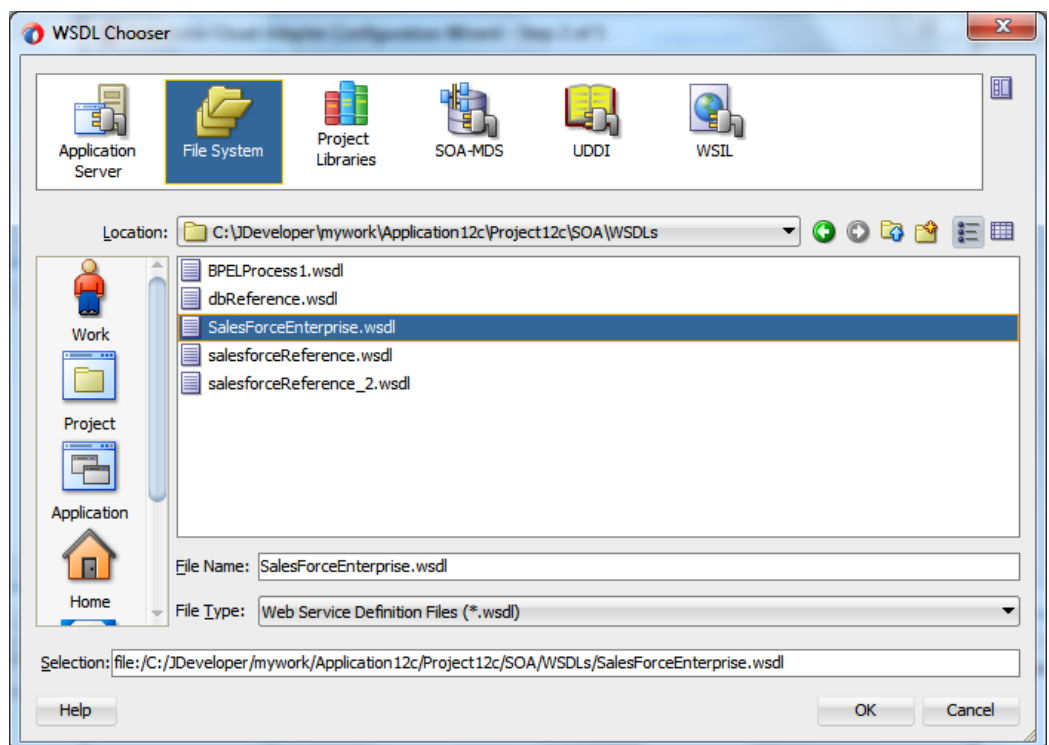 WSDL Chooser
Application
Server
File System
Project
Libraries
SOA-MDS
UDDI
WSIL
Location: C:\JDeveloper\mywork\Application12c\Project12c\SOA\WSDLs
BPELProcess1.wsdl
dbReference.wsdl
SalesForceEnterprise.wsdl
salesforceReference.wsdl
salesforceReference_2.wsdl
Work
Project
Application
Home
File Name: SalesForceEnterprise.wsdl
File Type: Web Service Definition Files (*.wsdl)
Selection: file:/C:/JDeveloper/mywork/Application12c/Project12c/SOA/WSDLs/SalesForceEnterprise.wsdl
Help
OK
Cancel